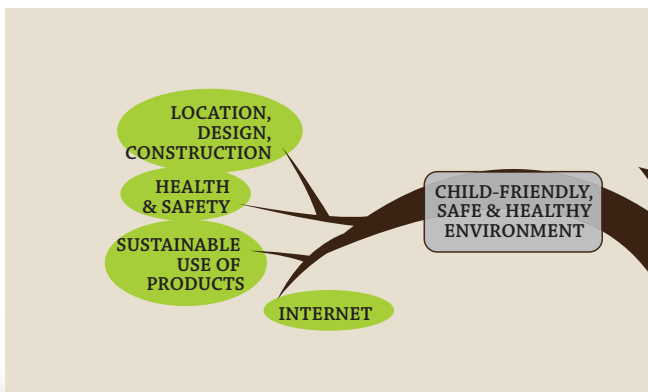 LOCATION,
DESIGN,
CONSTRUCTION
HEALTH
& SAFETY
SUSTAINABLE
USE OF
PRODUCTS
INTERNET
CHILD-FRIENDLY,
SAFE & HEALTHY
ENVIRONMENT